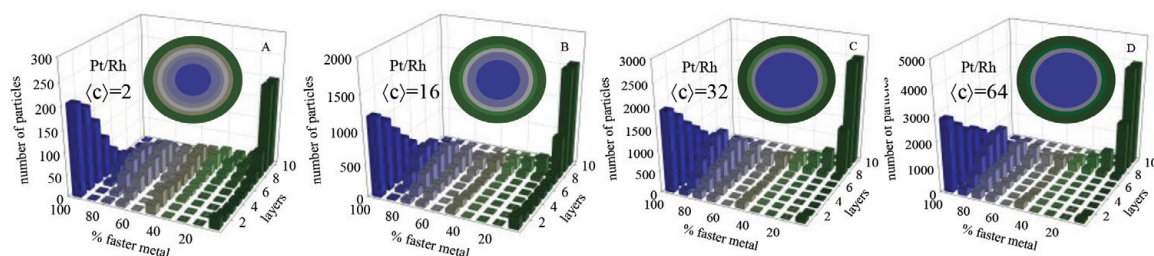 A
Pt/Rh
⟨c⟩=2
number of particles
300
250
200
150
100
50
0
100
80
60
40
20
% faster metal
2
4
6
8
10
layers
B
Pt/Rh
⟨c⟩=16
number of particles
2000
1500
1000
500
0
100
80
60
40
20
% faster metal
2
4
6
8
10
layers
C
Pt/Rh
⟨c⟩=32
number of particles
3000
2500
2000
1500
1000
500
0
100
80
60
40
20
% faster metal
2
4
6
8
10
layers
D
Pt/Rh
⟨c⟩=64
number of particles
5000
4000
3000
2000
1000
0
100
80
60
40
20
% faster metal
2
4
6
8
10
layers